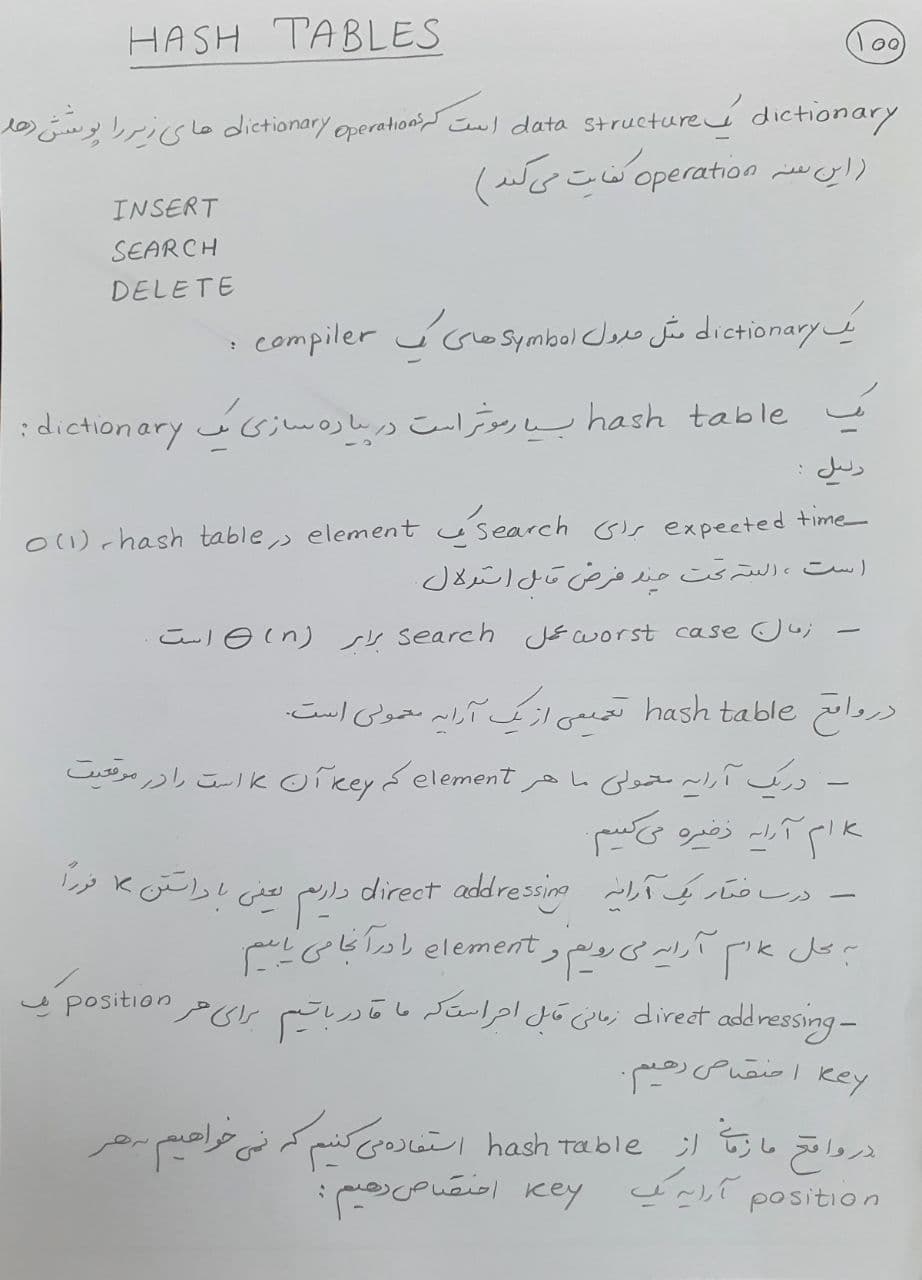 HASH TABLES
100
dictionary یک data structure است که dictionary operations های زیر را پوشش دهد
(این سه operation کفایت می‌کند)
INSERT
SEARCH
DELETE
یک dictionary مثل جدول symbol های یک compiler :
یک hash table بسیار موثر است در پیاده سازی یک dictionary :
دلیل :
– expected time برای search یک element در hash table، O(1)
است، البته تحت چند فرض قابل استدلال
– زمان worst case عمل search برابر Θ(n) است.
در واقع hash table تعمیمی از یک آرایه معمولی است.
– در یک آرایه معمولی ما هر element که key آن k است را در موقعیت
k ام آرایه ذخیره می‌کنیم.
– در ساختار یک آرایه direct addressing داریم یعنی با داشتن k فوراً
به محل k ام آرایه می رویم و element را در آنجا می یابیم.
– direct addressing زمانی قابل اجراست که ما قادر باشیم برای هر position یک
key اختصاص دهیم.
در واقع ما زمانی از hash table استفاده می‌کنیم که نمی خواهیم به هر
position آرایه یک key اختصاص دهیم :